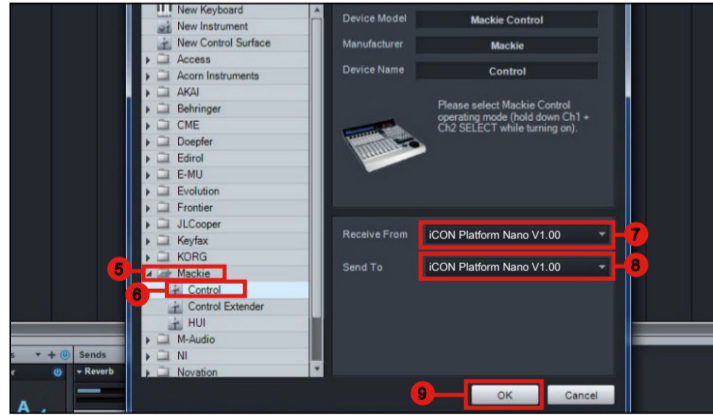 New Keyboard
New Instrument
New Control Surface
Access
Acorn Instruments
AKAI
Behringer
CME
Doepfer
Edirol
E-MU
Evolution
Frontier
JLCooper
Keyfax
KORG
5 Mackie
6 Control
Control Extender
HUI
M-Audio
NI
Novation
Device Model Mackie Control
Manufacturer Mackie
Device Name Control
Please select Mackie Control
operating mode (hold down Ch1 +
Ch2 SELECT while turning on).
Receive From iCON Platform Nano V1.00 7
Send To iCON Platform Nano V1.00 8
9 OK Cancel
Sends
Reverb
A